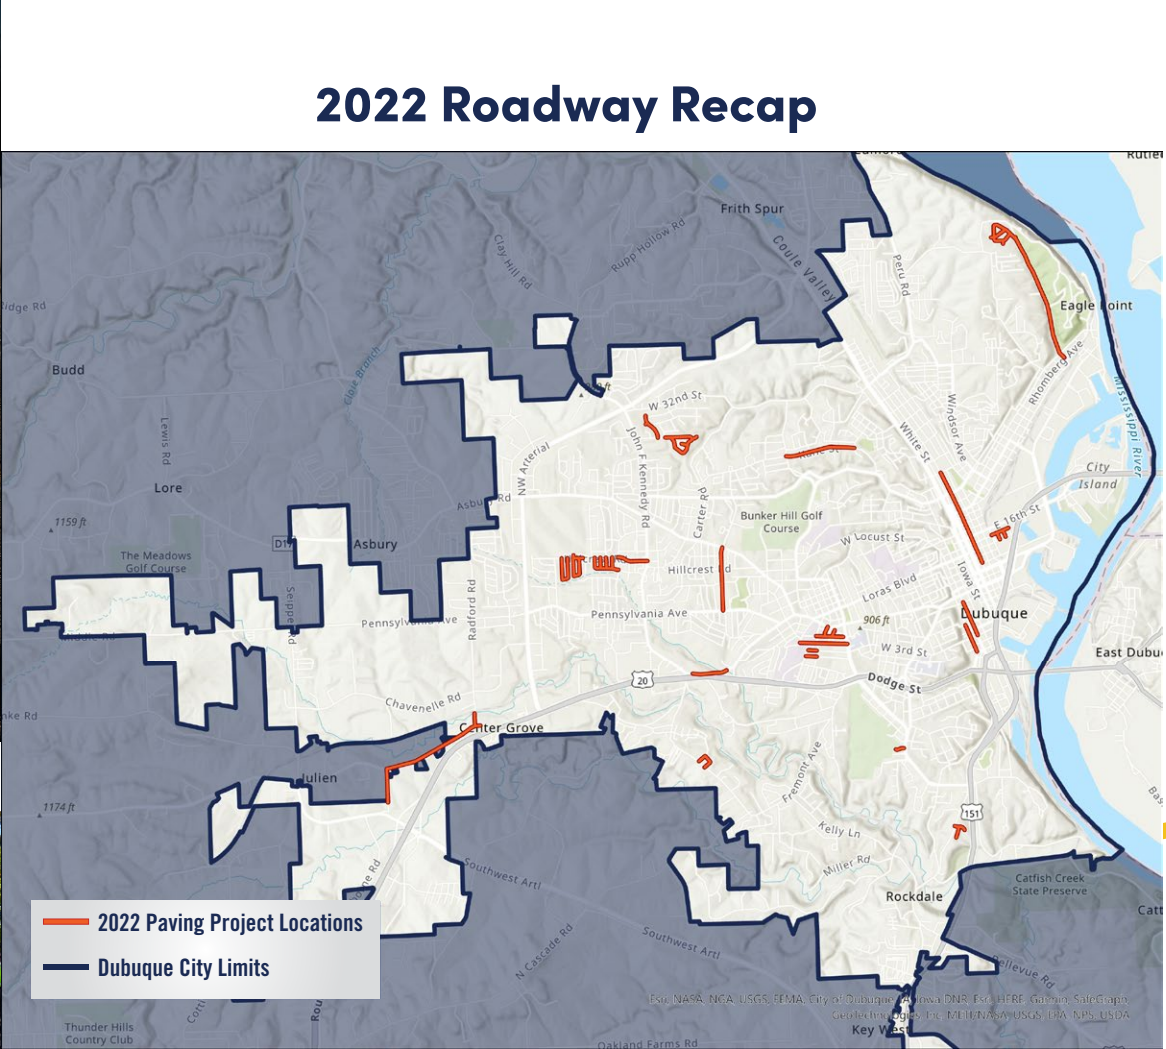 2022 Roadway Recap
Frith Spur
Coule Valley
Clay Hill Rd
Rupp Hollow Rd
Peru Rd
Eagle Point
Rhomberg Ave
Mississippi River
Budd
Cloie Branch
Lewis Rd
W 32nd St
NW Arterial
John F Kennedy Rd
White St
Windsor Ave
City
Island
Lore
Asbury Rd
Carter Rd
Bunker Hill Golf
Course
E 16th St
1159 ft
Asbury
W Locust St
The Meadows
Golf Course
Hillcrest Rd
Loras Blvd
Iowa St
Seippel Rd
Radford Rd
Pennsylvania Ave
Pennsylvania Ave
906 ft
Dubuque
Middle Rd
W 3rd St
East Dubu
20
Dodge St
Chavenelle Rd
Center Grove
Julien
Fremont Ave
1174 ft
151
Kelly Ln
Miller Rd
Southwest Artl
Rockdale
Catfish Creek
State Preserve
2022 Paving Project Locations
Dubuque City Limits
N Cascade Rd
Southwest Artl
Bellevue Rd
Thunder Hills
Country Club
Key West
Oakland Farms Rd